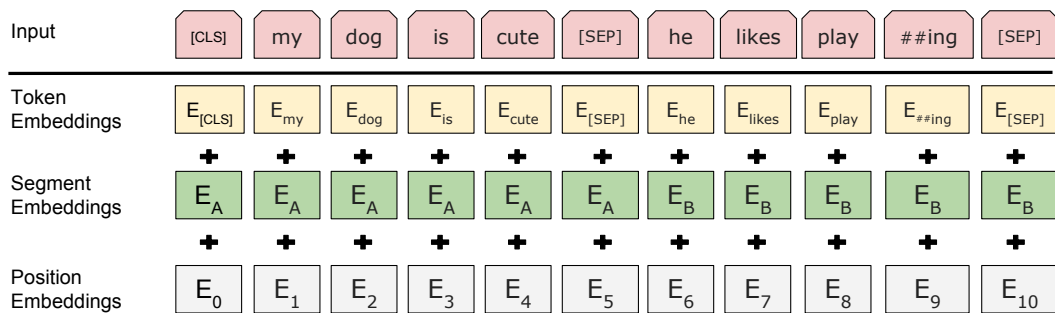 Input [CLS] my dog is cute [SEP] he likes play ##ing [SEP]
Token Embeddings E[CLS] Emy Edog Eis Ecute E[SEP] Ehe Elikes Eplay E##ing E[SEP]
+ + + + + + + + + + +
Segment Embeddings EA EA EA EA EA EA EB EB EB EB EB
+ + + + + + + + + + +
Position Embeddings E0 E1 E2 E3 E4 E5 E6 E7 E8 E9 E10